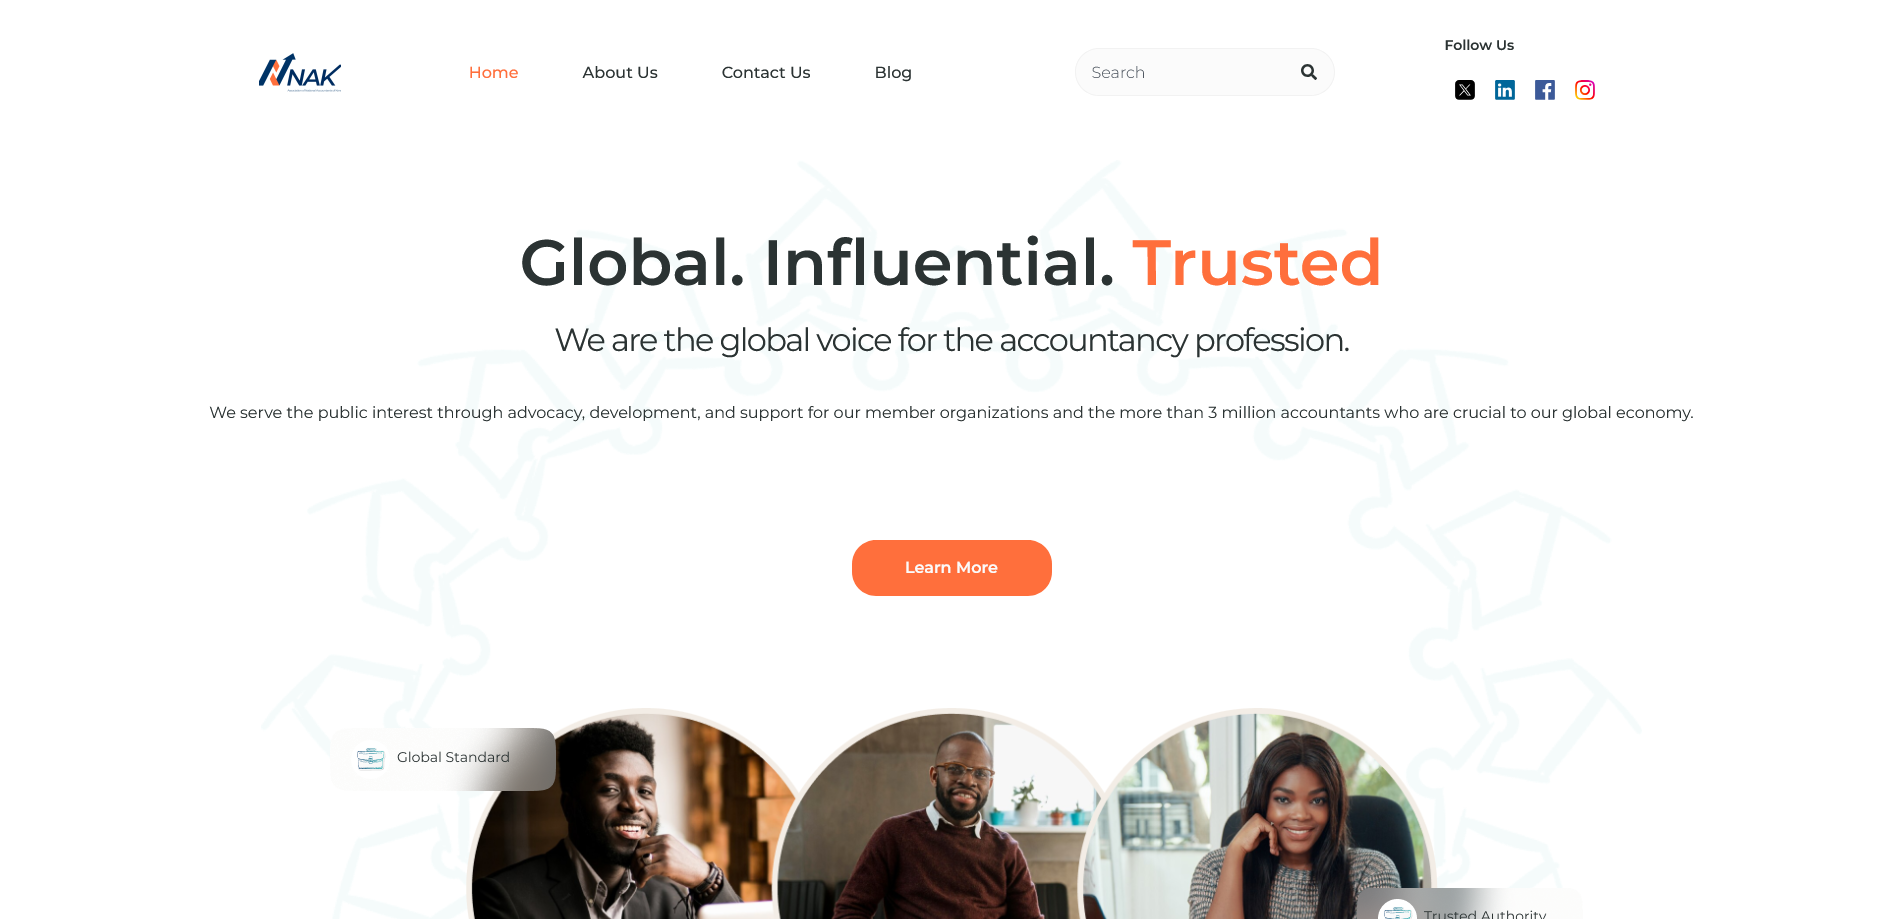 NAK
Home
About Us
Contact Us
Blog
Search
Follow Us
Global. Influential. Trusted
We are the global voice for the accountancy profession.
We serve the public interest through advocacy, development, and support for our member organizations and the more than 3 million accountants who are crucial to our global economy.
Learn More
Global Standard
Trusted Authority